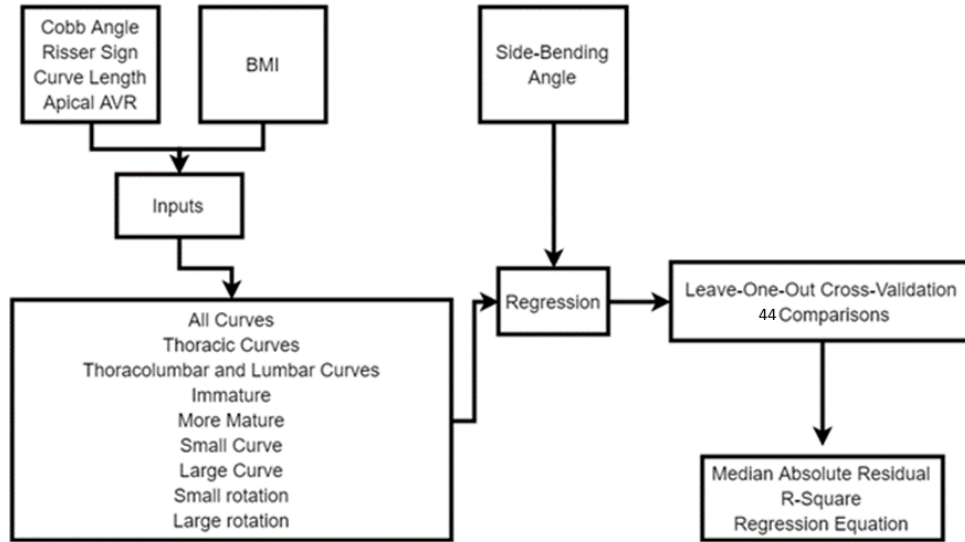 Cobb Angle
Risser Sign
Curve Length
Apical AVR
BMI
Side-Bending
Angle
Inputs
All Curves
Thoracic Curves
Thoracolumbar and Lumbar Curves
Immature
More Mature
Small Curve
Large Curve
Small rotation
Large rotation
Regression
Leave-One-Out Cross-Validation
44 Comparisons
Median Absolute Residual
R-Square
Regression Equation